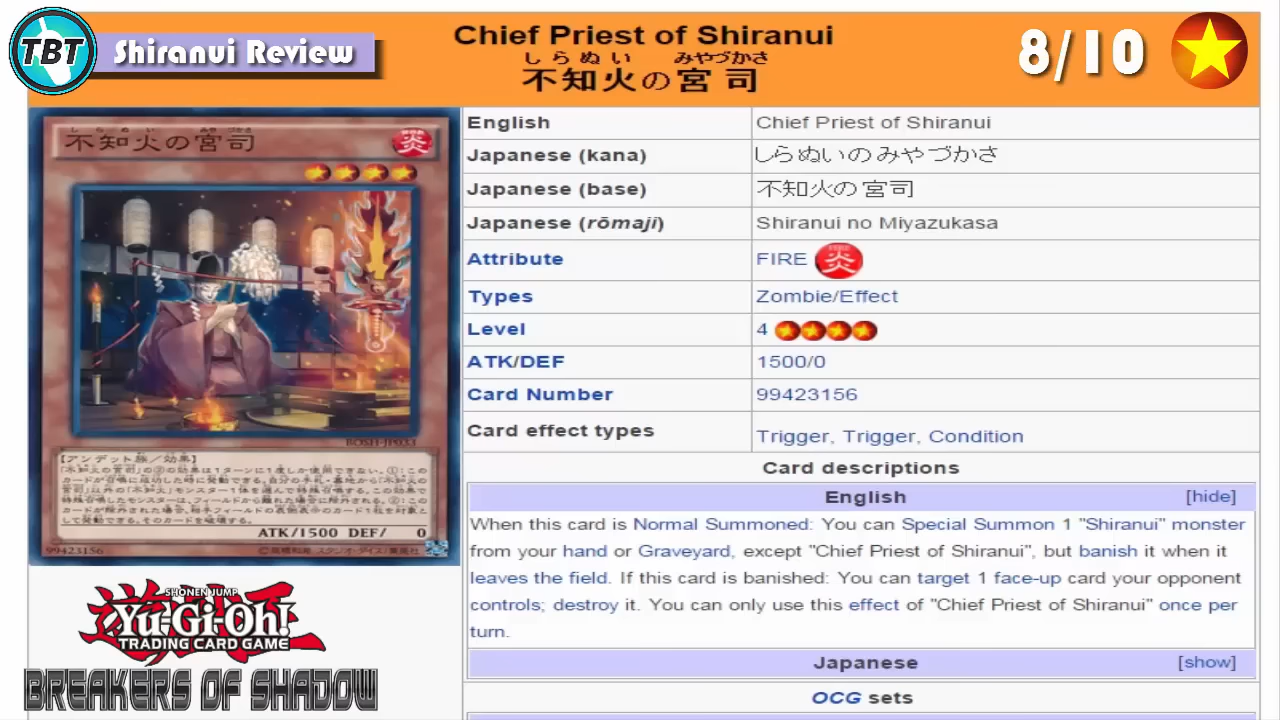 TBT
Shiranui Review
Chief Priest of Shiranui
しらぬい みやづかさ
不知火の宮司
8/10
不知火の宮司
炎
BOSH-JP033
[アンデット族/効果]
ATK/1500 DEF/ 0
99423156
SHONEN JUMP
Yu-Gi-Oh!
TRADING CARD GAME
BREAKERS OF SHADOW
English Chief Priest of Shiranui
Japanese (kana) しらぬいのみやづかさ
Japanese (base) 不知火の宮司
Japanese (rōmaji) Shiranui no Miyazukasa
Attribute FIRE 炎
Types Zombie/Effect
Level 4
ATK/DEF 1500/0
Card Number 99423156
Card effect types Trigger, Trigger, Condition
Card descriptions
English [hide]
When this card is Normal Summoned: You can Special Summon 1 "Shiranui" monster
from your hand or Graveyard, except "Chief Priest of Shiranui", but banish it when it
leaves the field. If this card is banished: You can target 1 face-up card your opponent
controls; destroy it. You can only use this effect of "Chief Priest of Shiranui" once per
turn.
Japanese [show]
OCG sets